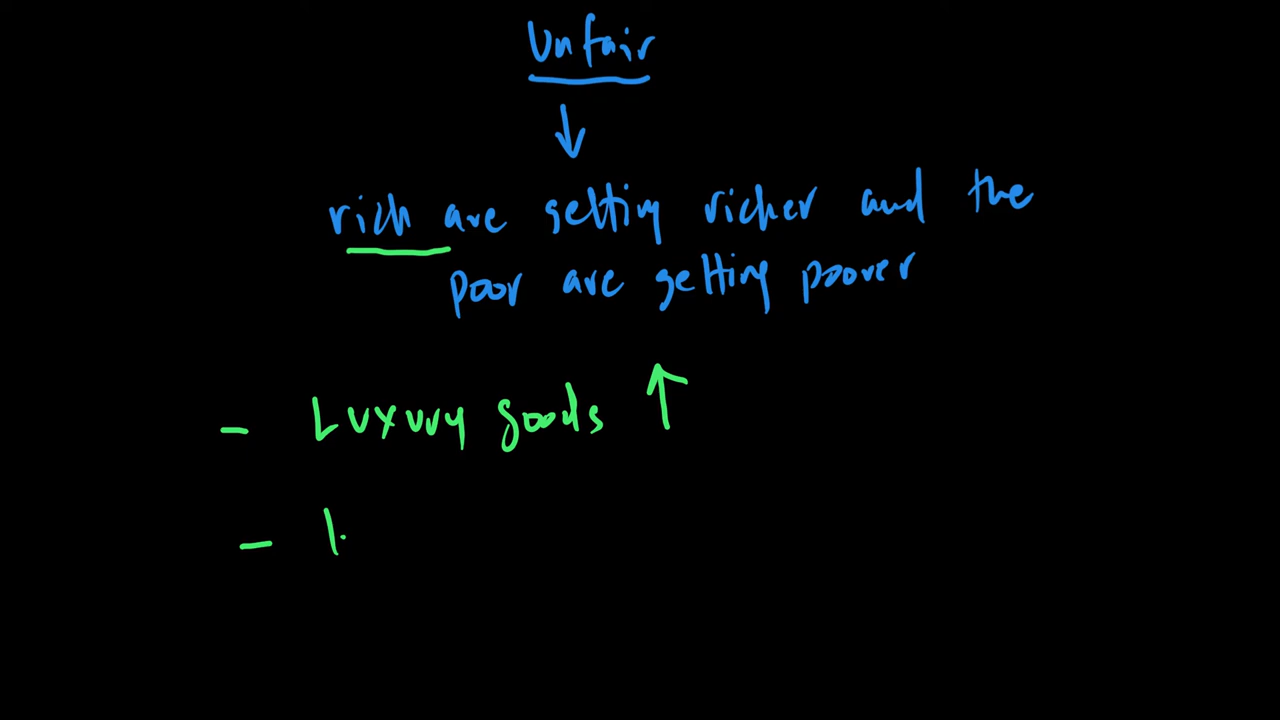 Unfair
↓
rich are getting richer and the
poor are getting poorer
- Luxury goods ↑
-